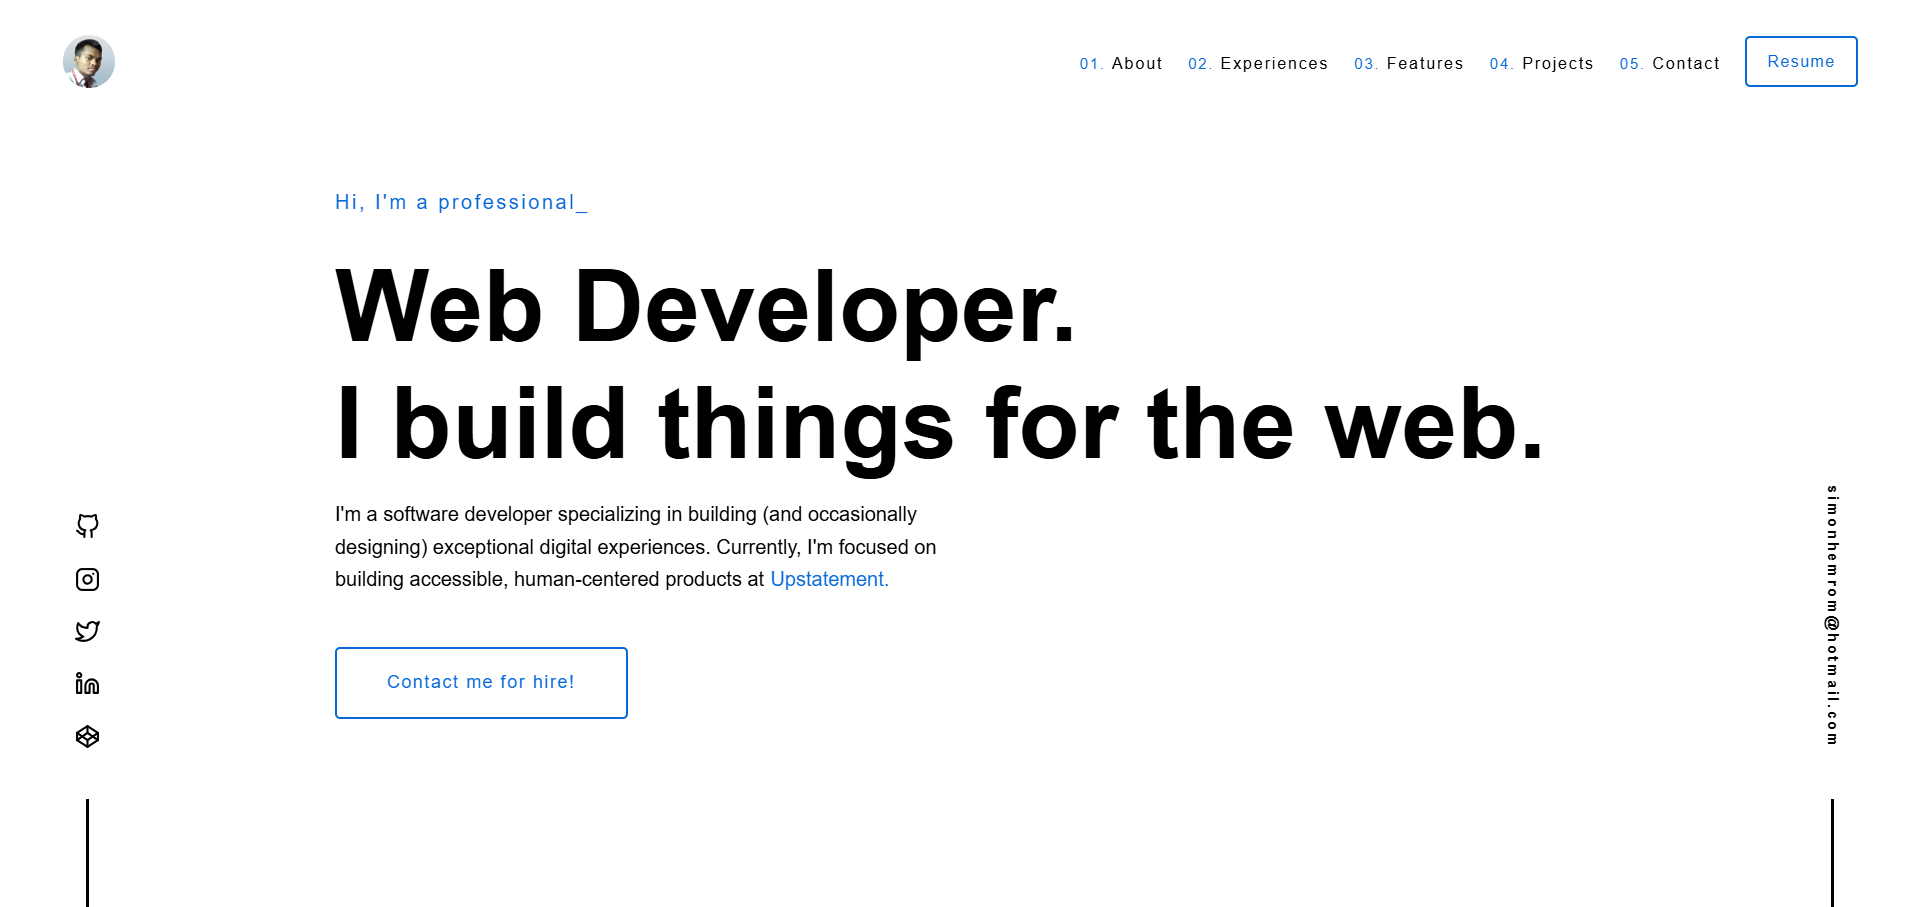 01. About 02. Experiences 03. Features 04. Projects 05. Contact Resume
Hi, I'm a professional_
Web Developer.
I build things for the web.
I'm a software developer specializing in building (and occasionally
designing) exceptional digital experiences. Currently, I'm focused on
building accessible, human-centered products at Upstatement.
Contact me for hire!
simonhemrom@hotmail.com